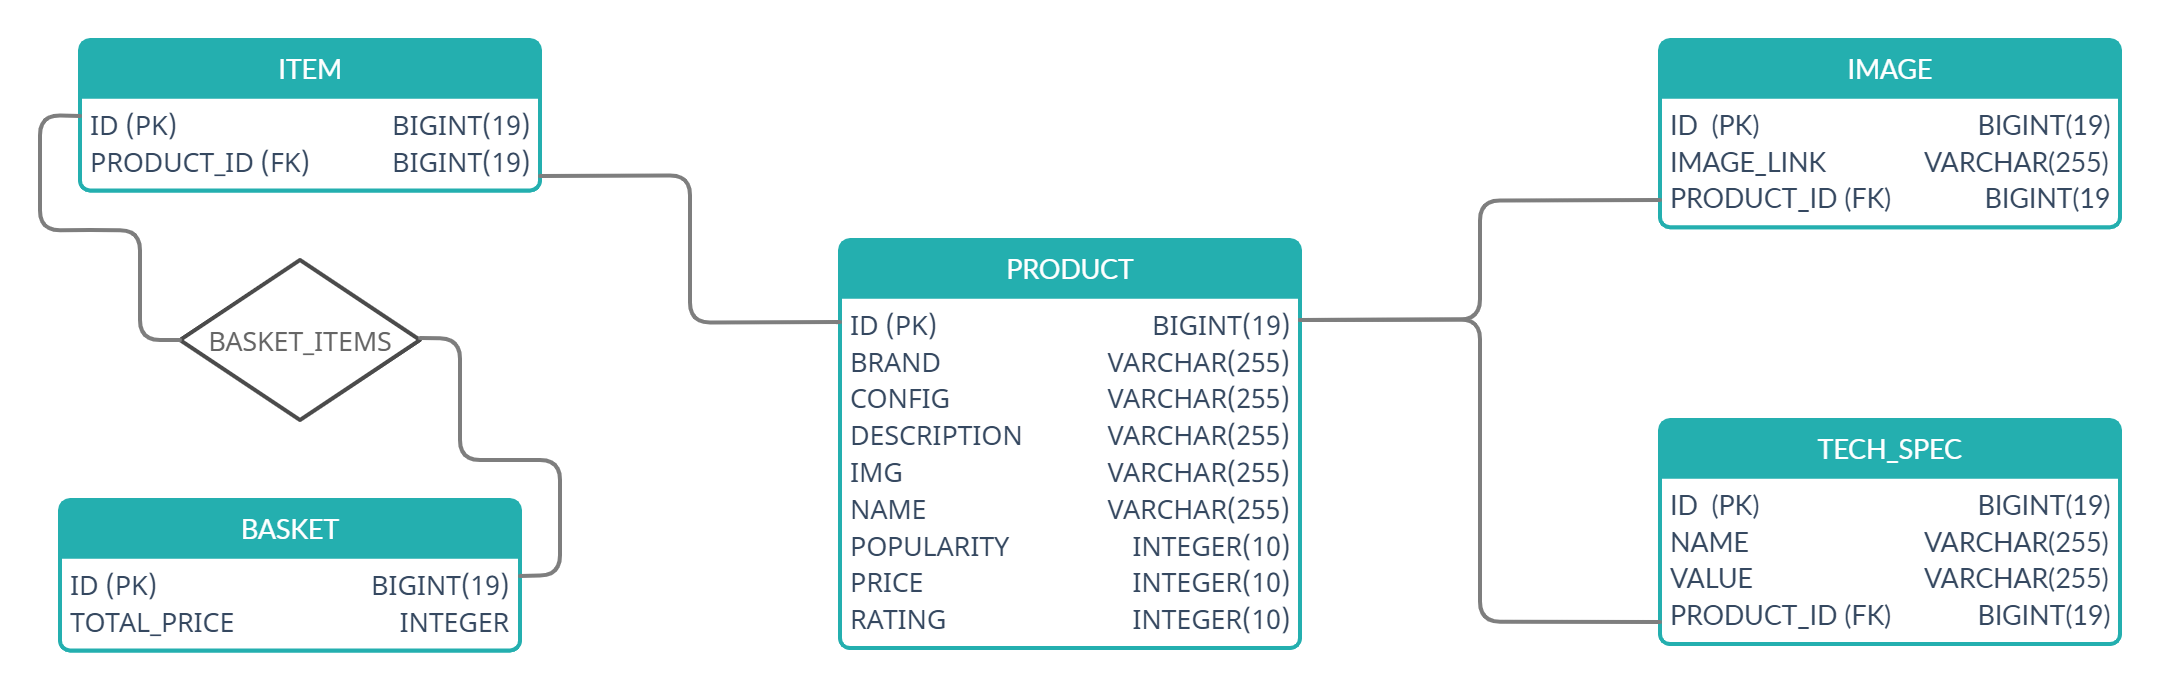 ITEM
ID (PK) BIGINT(19)
PRODUCT_ID (FK) BIGINT(19)
BASKET_ITEMS
BASKET
ID (PK) BIGINT(19)
TOTAL_PRICE INTEGER
PRODUCT
ID (PK) BIGINT(19)
BRAND VARCHAR(255)
CONFIG VARCHAR(255)
DESCRIPTION VARCHAR(255)
IMG VARCHAR(255)
NAME VARCHAR(255)
POPULARITY INTEGER(10)
PRICE INTEGER(10)
RATING INTEGER(10)
IMAGE
ID (PK) BIGINT(19)
IMAGE_LINK VARCHAR(255)
PRODUCT_ID (FK) BIGINT(19
TECH_SPEC
ID (PK) BIGINT(19)
NAME VARCHAR(255)
VALUE VARCHAR(255)
PRODUCT_ID (FK) BIGINT(19)